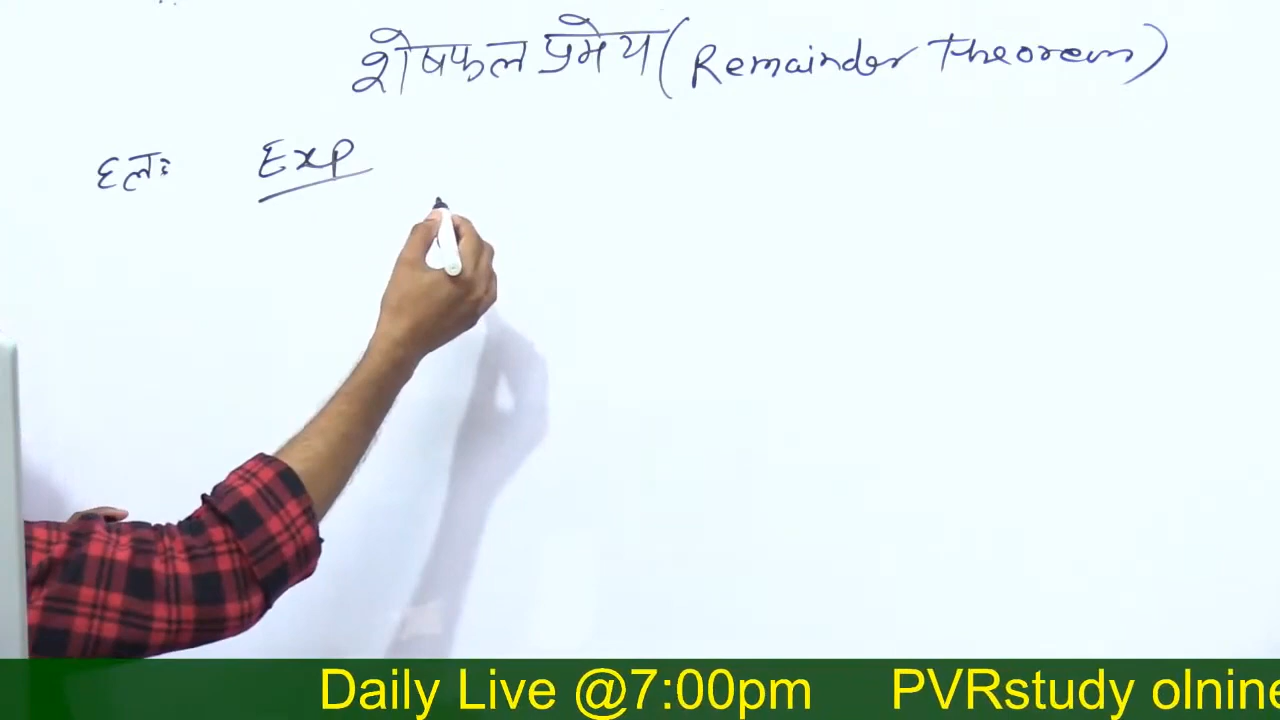 शेषफल प्रमेय (Remainder Theorem)
हलः Exp
Daily Live @7:00pm PVRstudy olnine